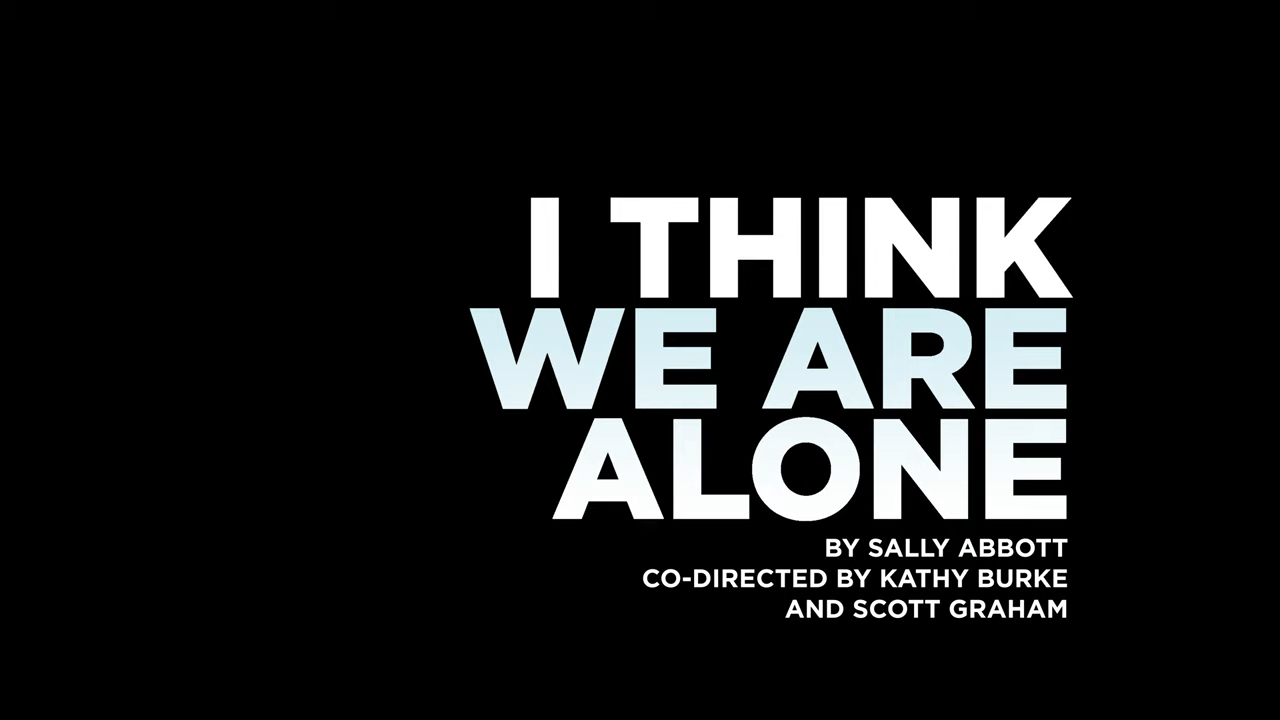 I THINK
WE ARE
ALONE
BY SALLY ABBOTT
CO-DIRECTED BY KATHY BURKE
AND SCOTT GRAHAM